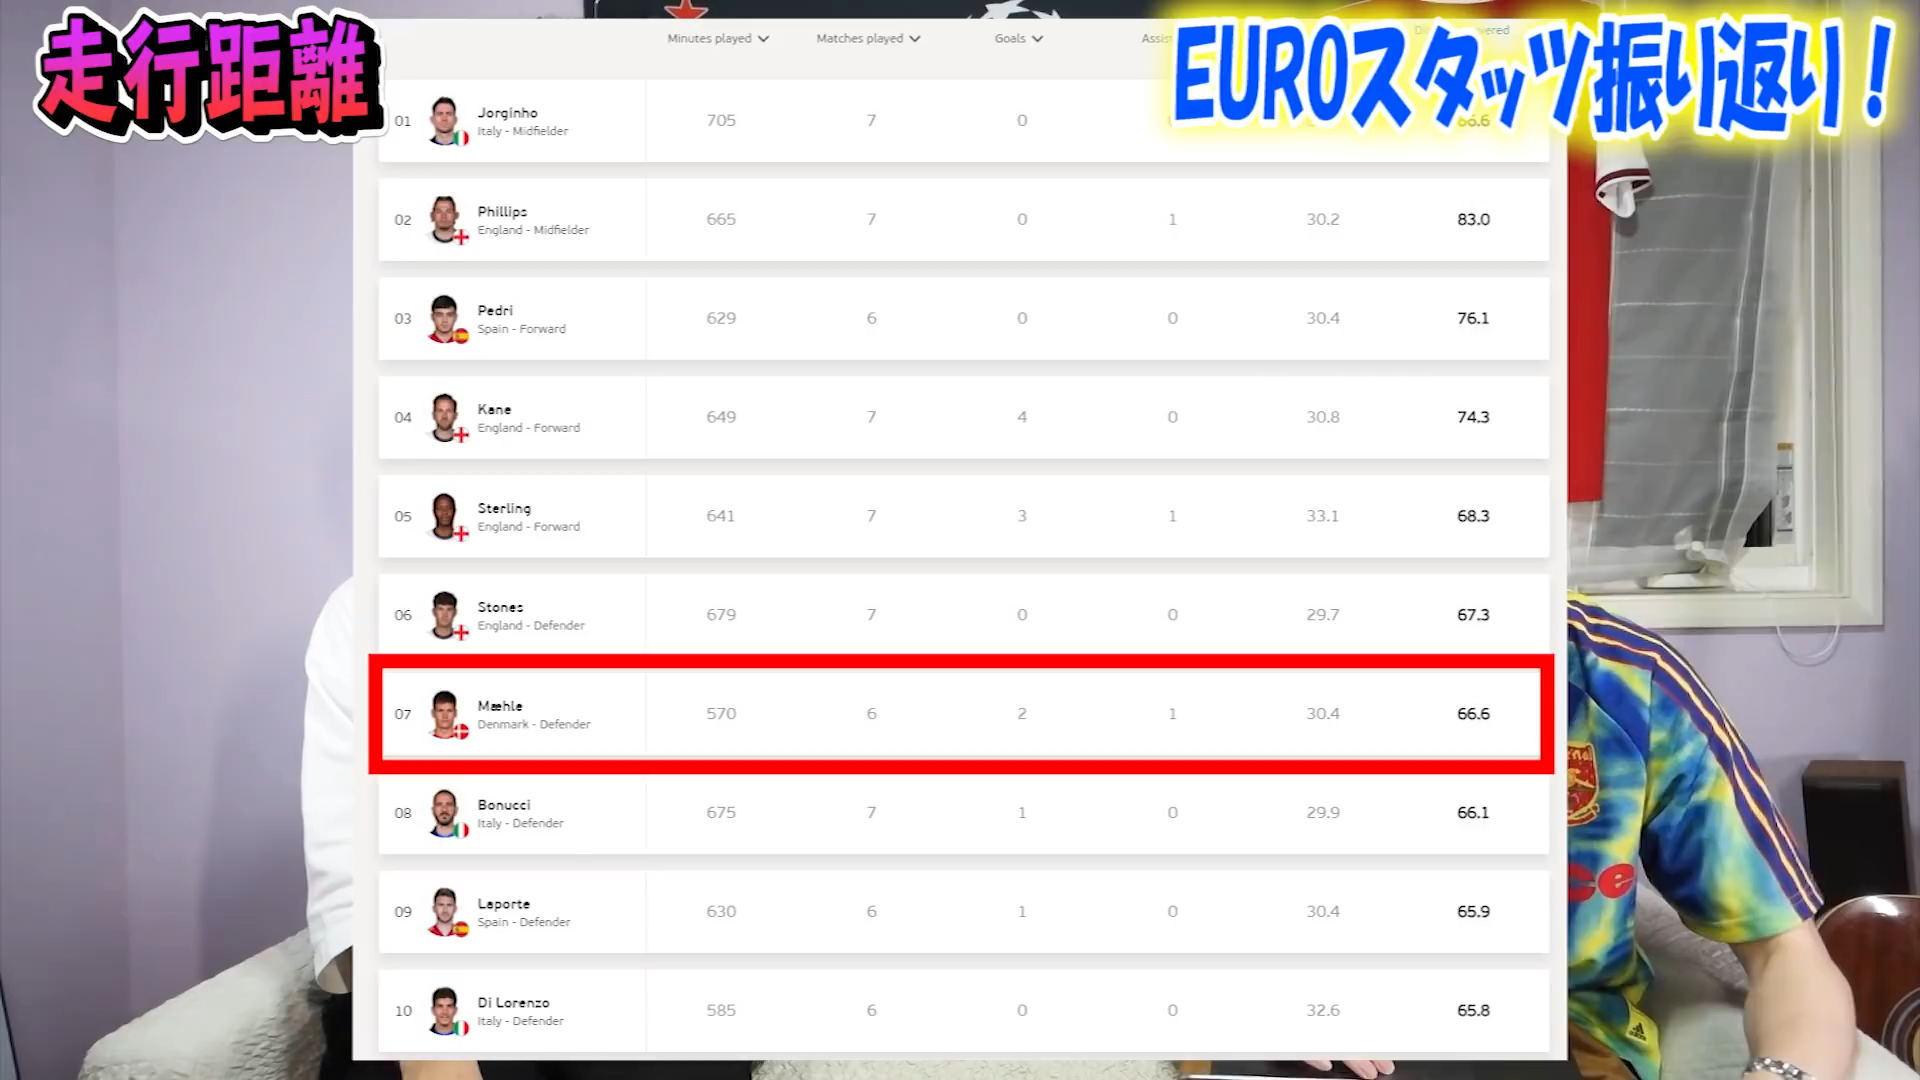 走行距離
EUROスタッツ振り返り!
Minutes played Matches played Goals
01 Jorginho 705 7 0
Italy - Midfielder
02 Phillips 665 7 0 1 30.2 83.0
England - Midfielder
03 Pedri 629 6 0 0 30.4 76.1
Spain - Forward
04 Kane 649 7 4 0 30.8 74.3
England - Forward
05 Sterling 641 7 3 1 33.1 68.3
England - Forward
06 Stones 679 7 0 0 29.7 67.3
England - Defender
07 Mæhle 570 6 2 1 30.4 66.6
Denmark - Defender
08 Bonucci 675 7 1 0 29.9 66.1
Italy - Defender
09 Laporte 630 6 1 0 30.4 65.9
Spain - Defender
10 Di Lorenzo 585 6 0 0 32.6 65.8
Italy - Defender